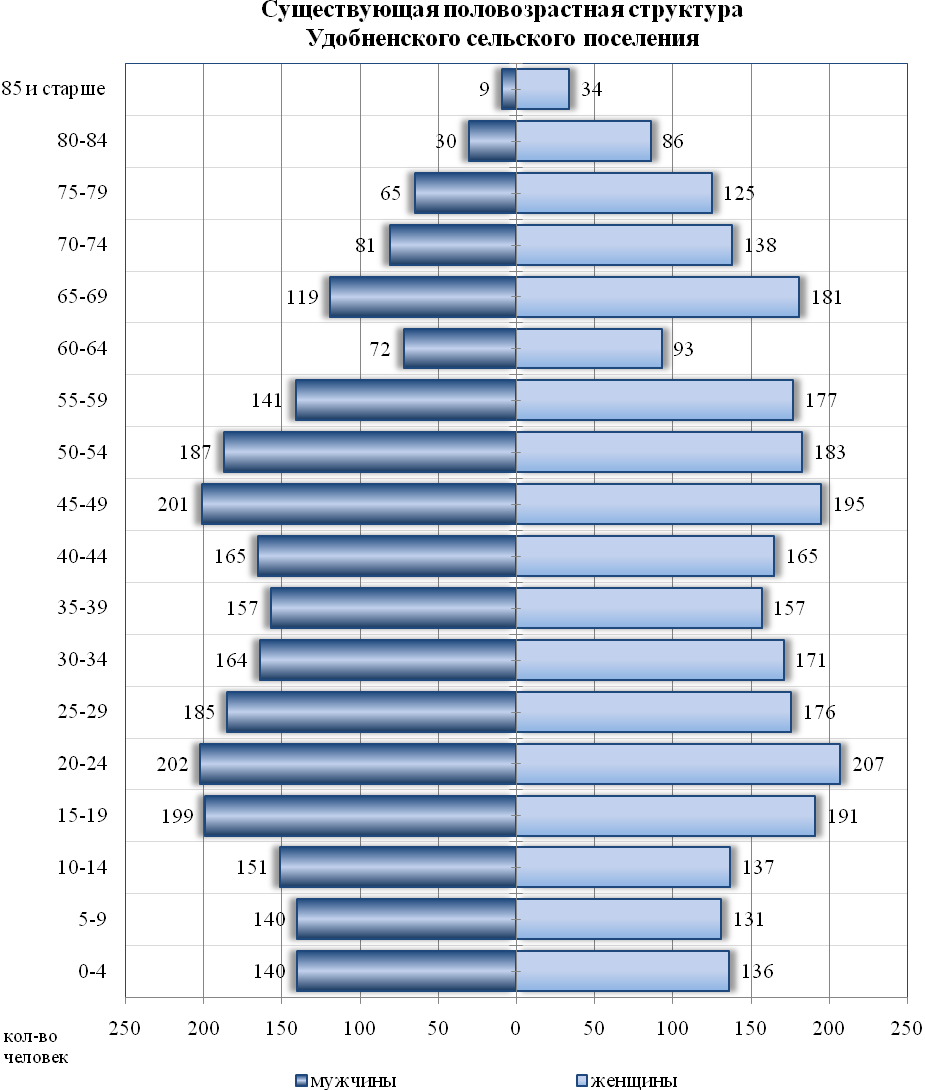 Существующая половозрастная структура
Удобненского сельского поселения
85 и старше 9 34
80-84 30 86
75-79 65 125
70-74 81 138
65-69 119 181
60-64 72 93
55-59 141 177
50-54 187 183
45-49 201 195
40-44 165 165
35-39 157 157
30-34 164 171
25-29 185 176
20-24 202 207
15-19 199 191
10-14 151 137
5-9 140 131
0-4 140 136
250 200 150 100 50 0 50 100 150 200 250
кол-во
человек
мужчины женщины